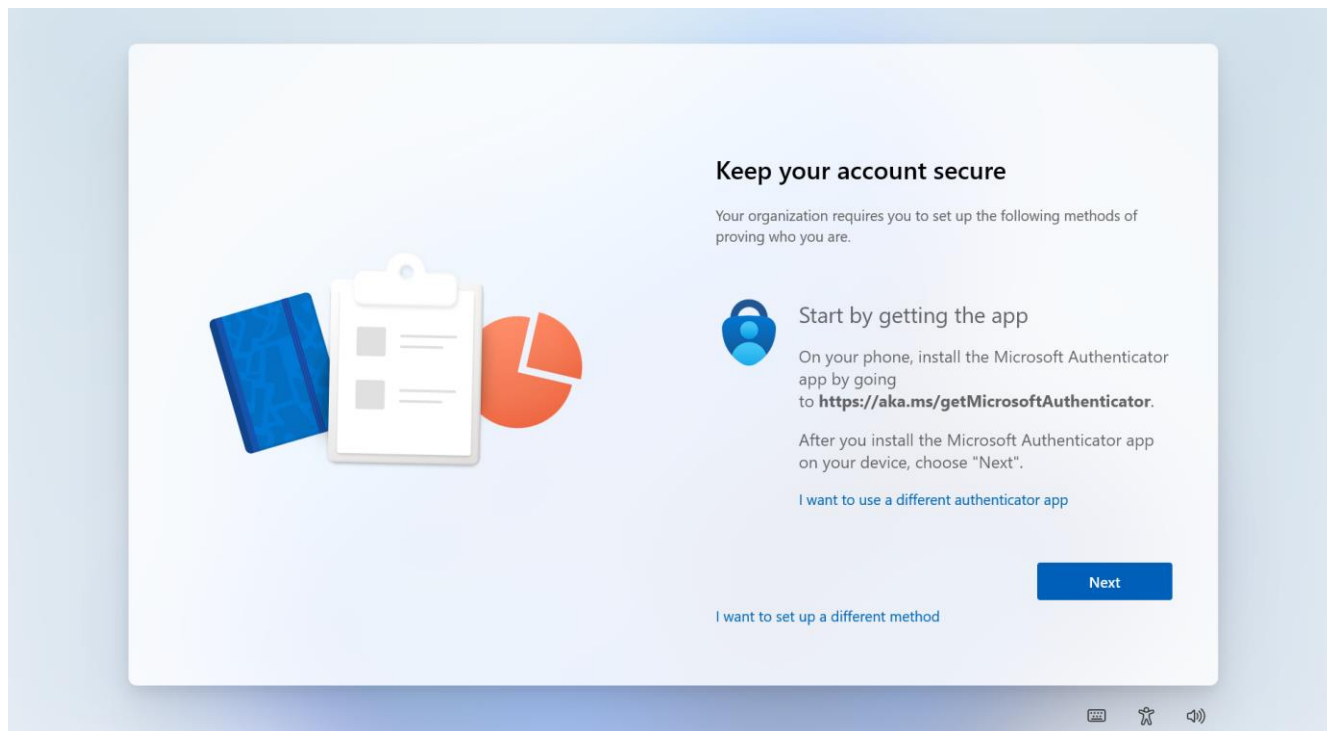 Keep your account secure
Your organization requires you to set up the following methods of
proving who you are.
Start by getting the app
On your phone, install the Microsoft Authenticator
app by going
to https://aka.ms/getMicrosoftAuthenticator.
After you install the Microsoft Authenticator app
on your device, choose "Next".
I want to use a different authenticator app
Next
I want to set up a different method